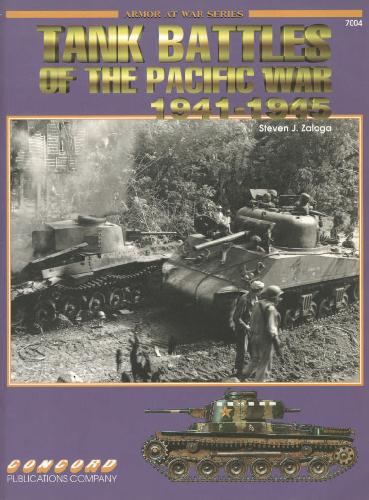 ARMOR AT WAR SERIES
7004
TANK BATTLES
OF THE PACIFIC WAR
1941-1945
Steven J. Zaloga
CONCORD
PUBLICATIONS COMPANY